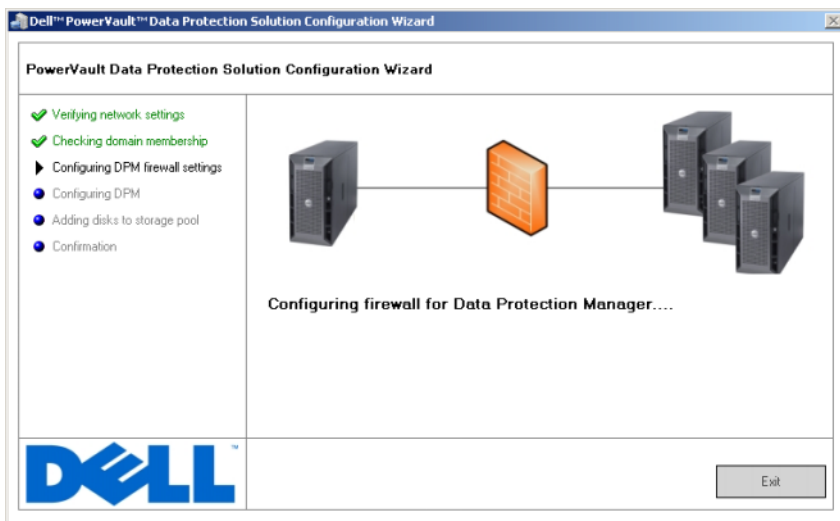 Dell™ PowerVault™ Data Protection Solution Configuration Wizard
PowerVault Data Protection Solution Configuration Wizard
Verifying network settings
Checking domain membership
Configuring DPM firewall settings
Configuring DPM
Adding disks to storage pool
Confirmation
Configuring firewall for Data Protection Manager....
DELL™
Exit